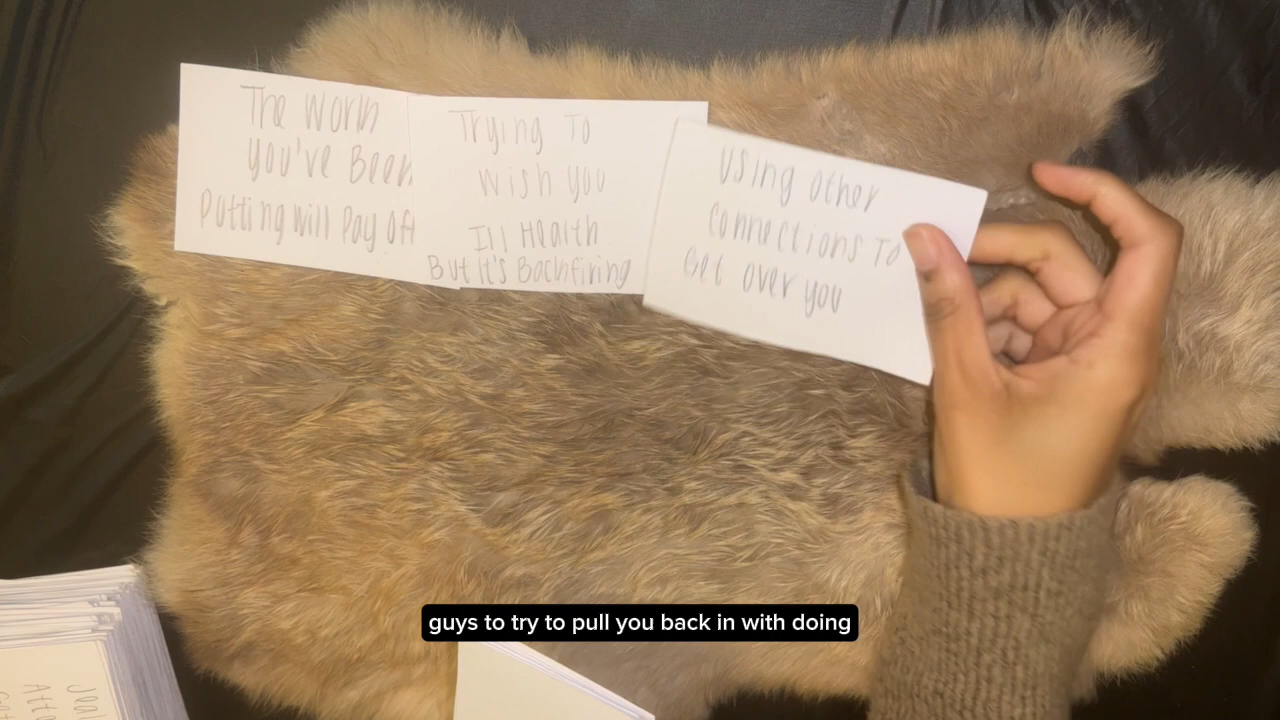 The Work
You've Been
Putting Will Pay Off
Trying To
Wish You
Ill Health
But It's Backfiring
Using Other
Connections To
Get Over You
guys to try to pull you back in with doing